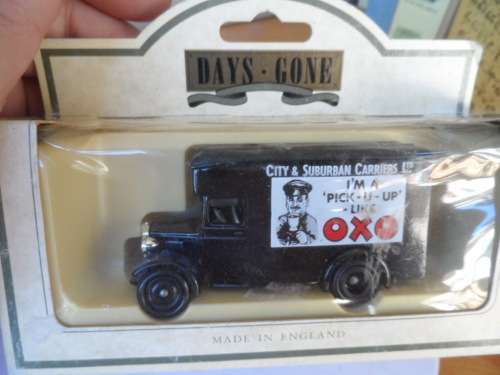 DAYS · GONE
CITY & SUBURBAN CARRIERS LTD
I'M A
'PICK-U-UP'
LIKE
OXO
MADE IN ENGLAND